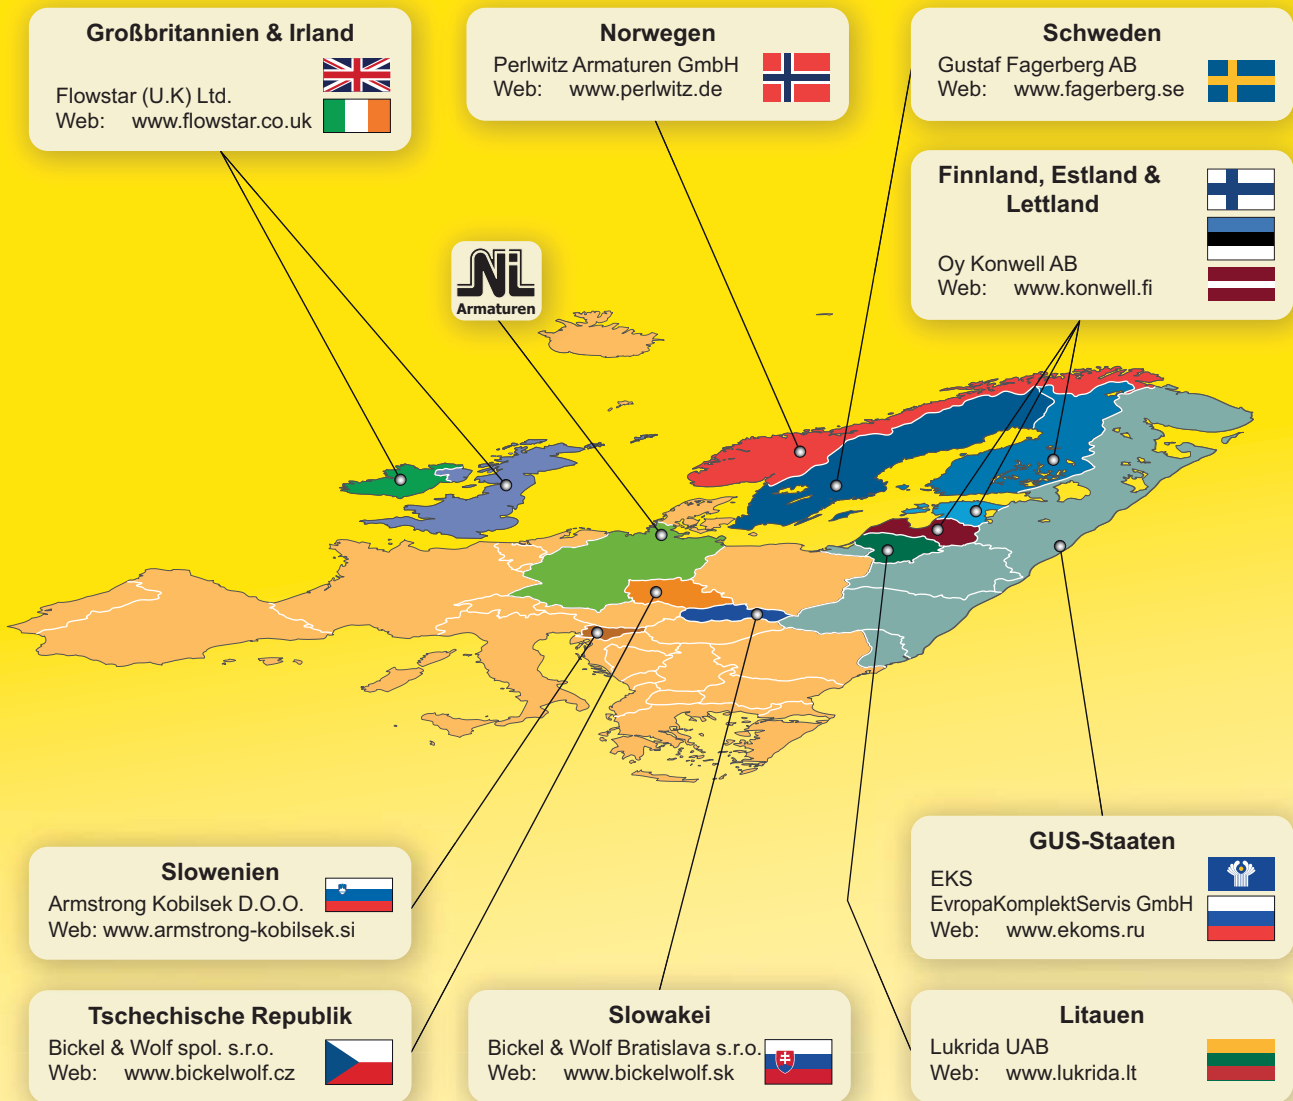 Großbritannien & Irland
Flowstar (U.K) Ltd.
Web: www.flowstar.co.uk
Norwegen
Perlwitz Armaturen GmbH
Web: www.perlwitz.de
Schweden
Gustaf Fagerberg AB
Web: www.fagerberg.se
Finnland, Estland &
Lettland
Oy Konwell AB
Web: www.konwell.fi
Ni
Armaturen
Slowenien
Armstrong Kobilsek D.O.O.
Web: www.armstrong-kobilsek.si
GUS-Staaten
EKS
EvropaKomplektServis GmbH
Web: www.ekoms.ru
Tschechische Republik
Bickel & Wolf spol. s.r.o.
Web: www.bickelwolf.cz
Slowakei
Bickel & Wolf Bratislava s.r.o.
Web: www.bickelwolf.sk
Litauen
Lukrida UAB
Web: www.lukrida.lt